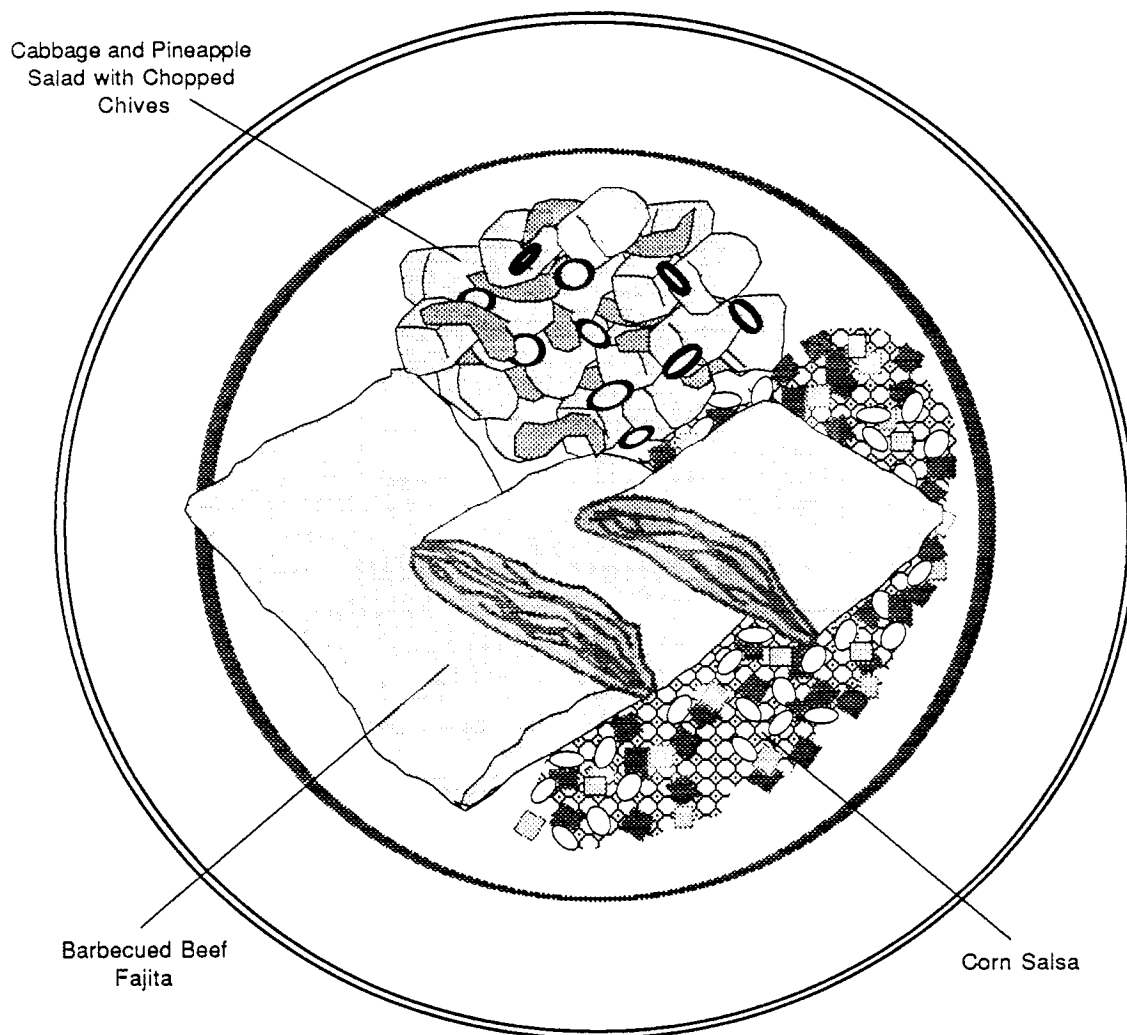 Cabbage and Pineapple
Salad with Chopped
Chives
Barbecued Beef
Fajita
Corn Salsa